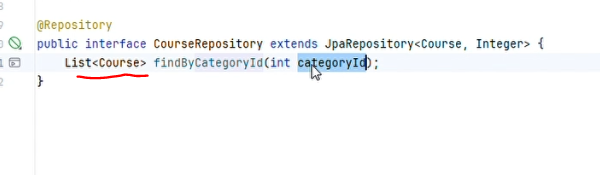 @Repository
public interface CourseRepository extends JpaRepository<Course, Integer> {
List<Course> findByCategoryId(int categoryId);
}